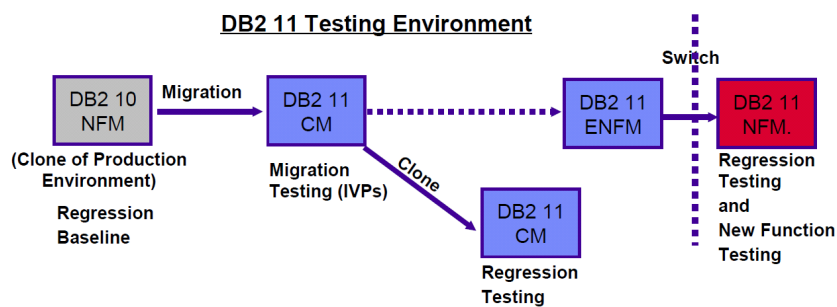 DB2 11 Testing Environment
Switch
Migration
DB2 10
NFM
DB2 11
CM
DB2 11
ENFM
DB2 11
NFM.
(Clone of Production
Environment)
Regression
Baseline
Migration
Testing (IVPs)
Clone
DB2 11
CM
Regression
Testing
Regression
Testing
and
New Function
Testing